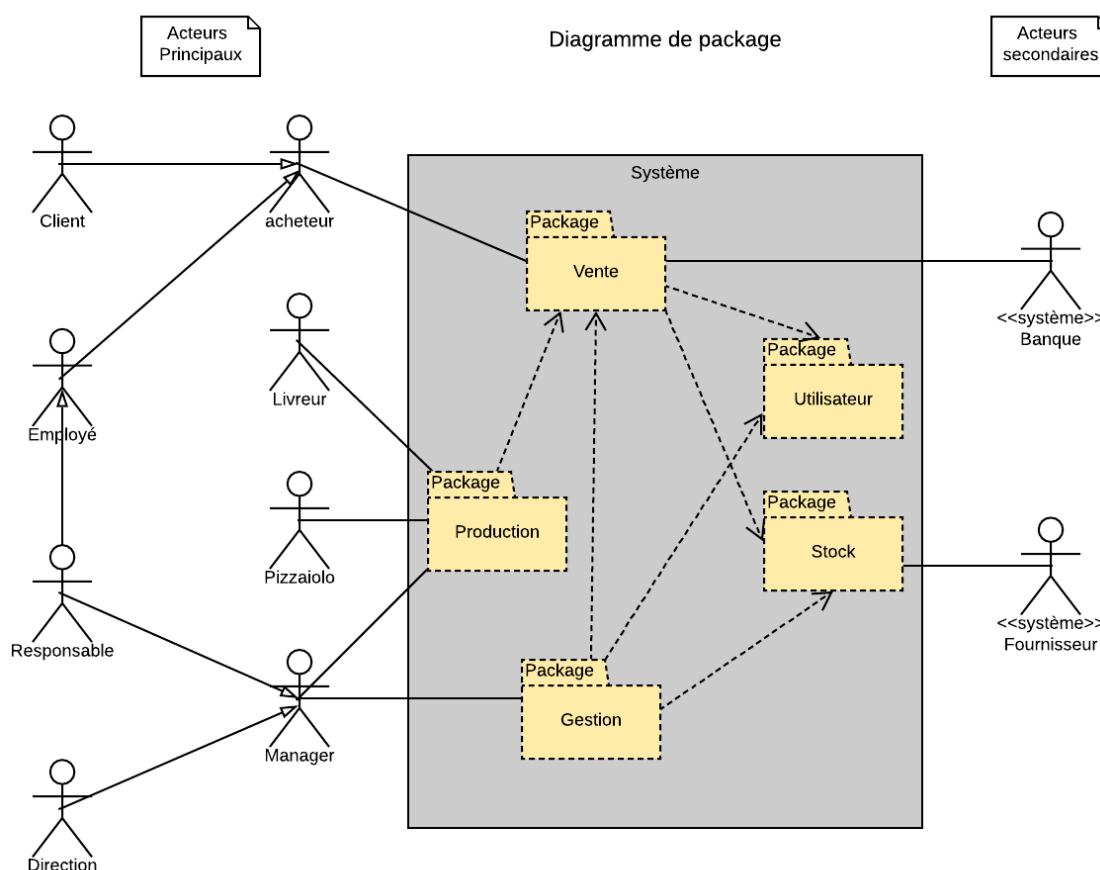 Acteurs
Principaux
Diagramme de package
Acteurs
secondaires
Système
Client
acheteur
Package
Vente
<<système>>
Banque
Livreur
Package
Utilisateur
Employé
Package
Production
Package
Stock
Pizzaiolo
<<système>>
Fournisseur
Responsable
Package
Gestion
Manager
Direction